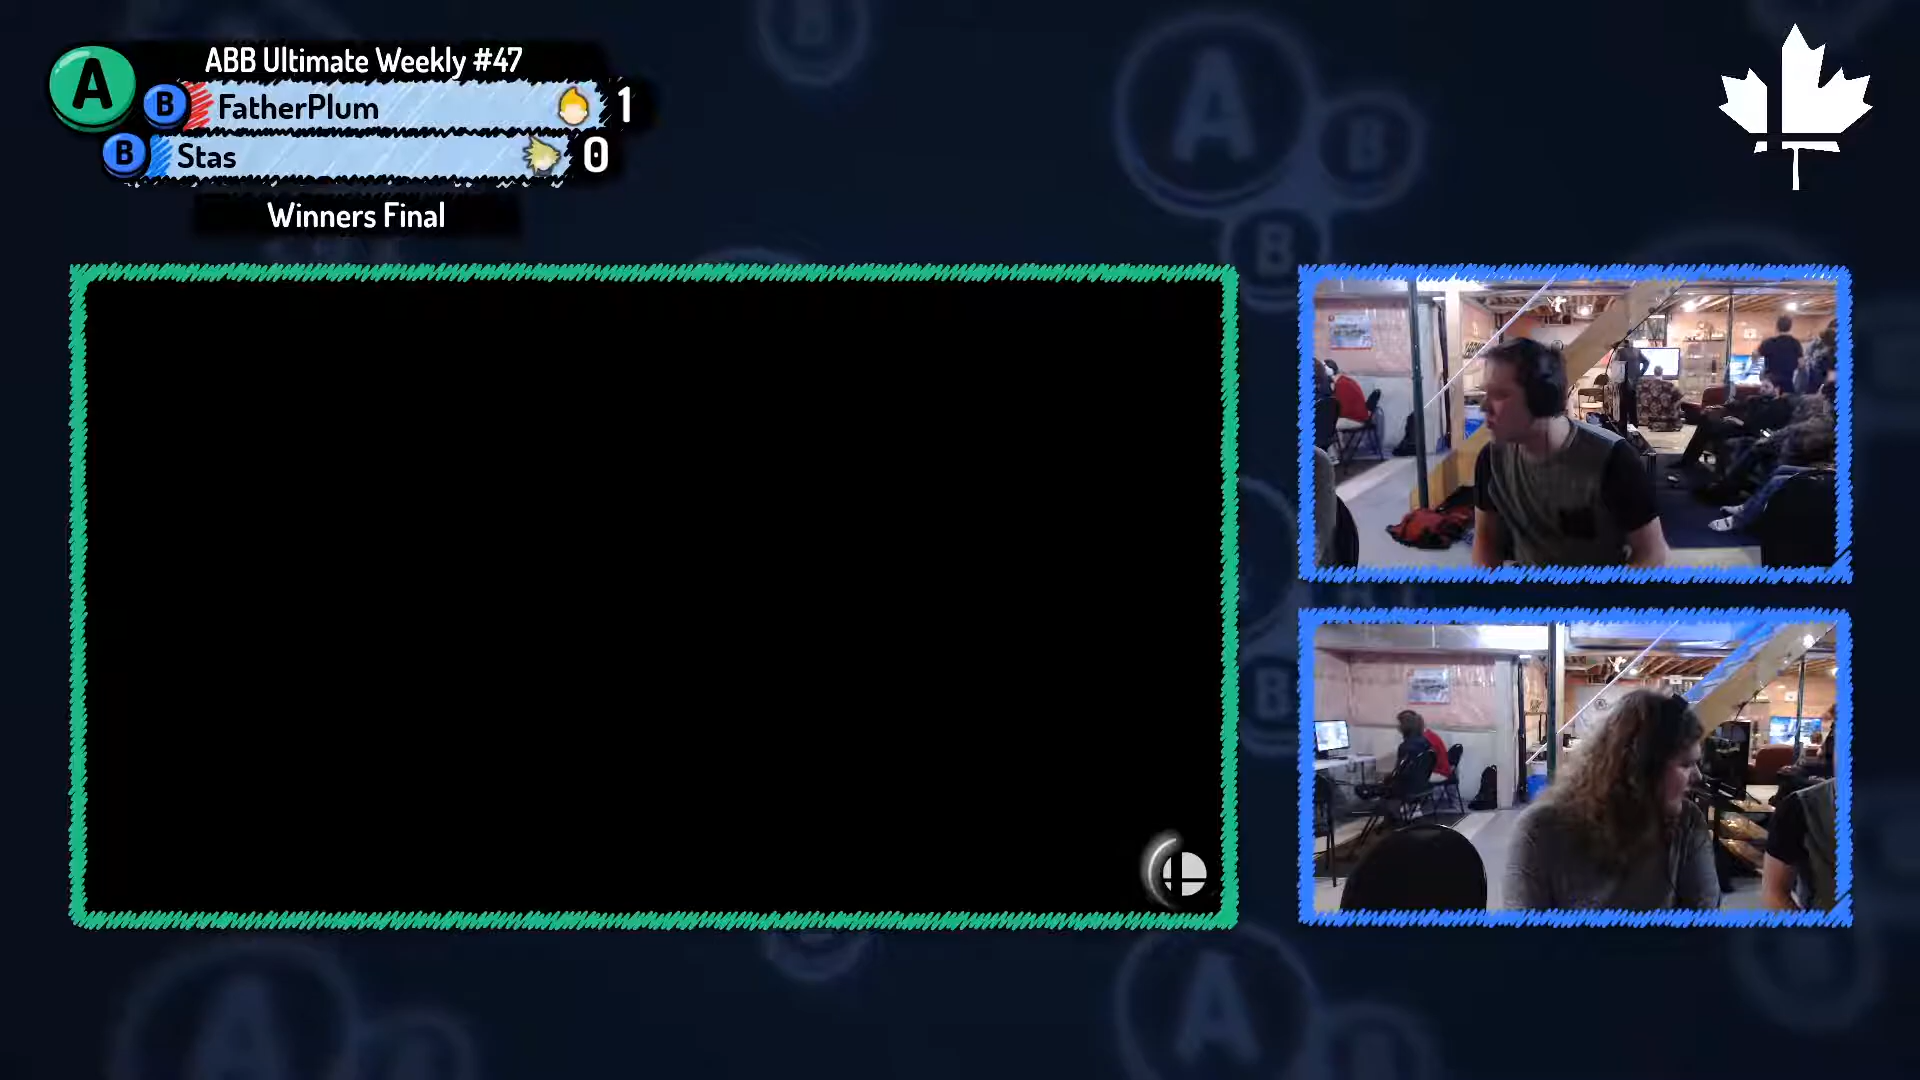 A
ABB Ultimate Weekly #47
B FatherPlum 1
B Stas 0
Winners Final
A
B
B
B
B
A
A